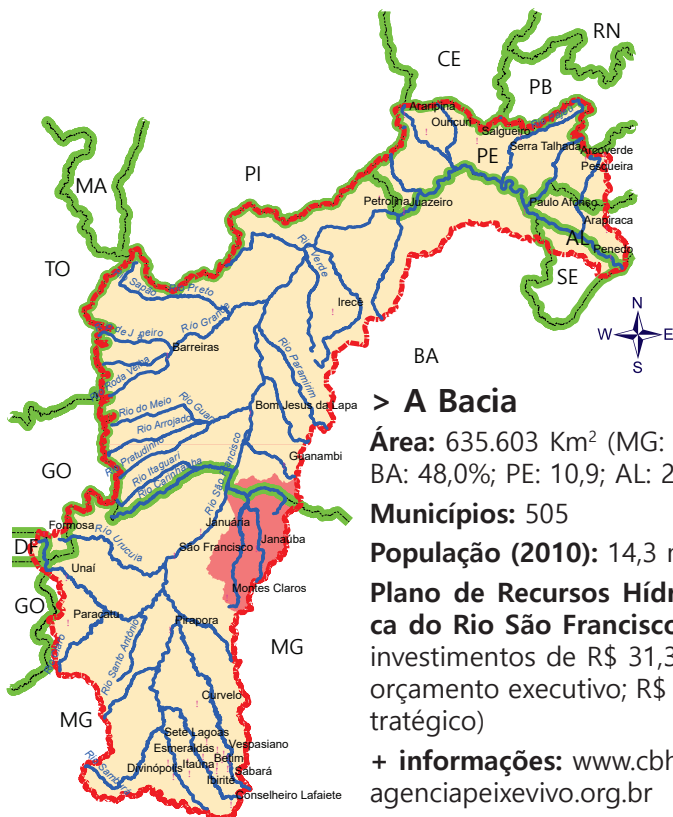 RN
CE
PB
Araripina
Ouricuri
Salgueiro
Serra Talhada
Arcoverde
PE
Pesqueira
MA
PI
Petrolina
Juazeiro
Paulo Afonso
Arapiraca
AL
Penedo
TO
SE
Rio Verde
Rio Sapão
Rio Preto
Rio Grande
Irecê
N
W
E
S
Barreiras
Rio Paramirim
BA
Rio do Meio
Rio Arrojado
Bom Jesus da Lapa
Rio Pratudinho
Guanambi
Rio Itaguari
Rio Carinhanha
Rio São Francisco
GO
Formosa
Januária
DF
Rio Urucuia
São Francisco
Janaúba
Unaí
GO
Montes Claros
Paracatu
Pirapora
Rio Santo Antônio
MG
MG
Curvelo
Sete Lagoas
Vespasiano
Esmeraldas
Betim
Itauna
Sabará
Divinópolis
Ibirité
Conselheiro Lafaiete
> A Bacia
Área: 635.603 Km² (MG:
BA: 48,0%; PE: 10,9; AL: 2
Municípios: 505
População (2010): 14,3
Plano de Recursos Hídr
ca do Rio São Francisco
investimentos de R$ 31,3
orçamento executivo; R$
tratégico)
+ informações: www.cbh
agenciapeixevivo.org.br